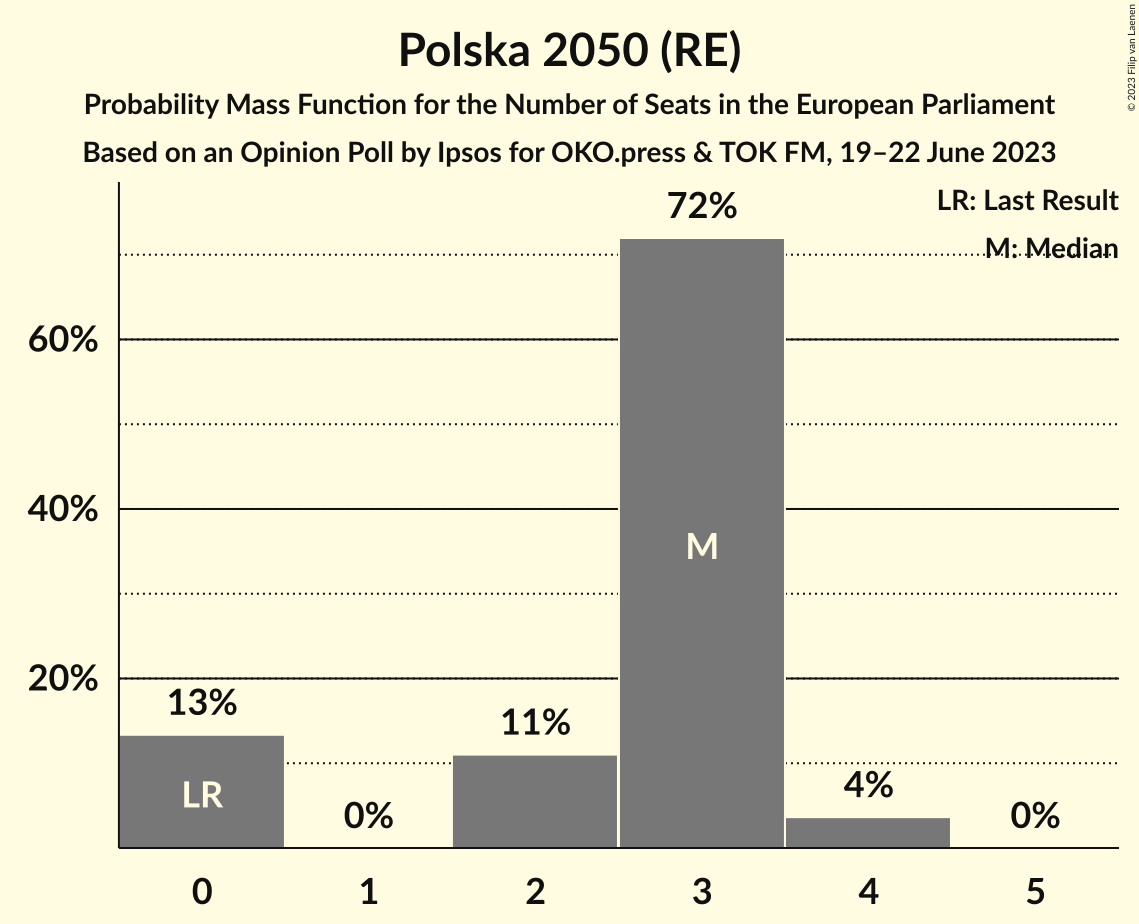 Polska 2050 (RE)
Probability Mass Function for the Number of Seats in the European Parliament
Based on an Opinion Poll by Ipsos for OKO.press & TOK FM, 19–22 June 2023
© 2023 Filip van Laenen
LR: Last Result
M: Median
72%
60%
40%
M
20%
13%
11%
LR
4%
0%
0%
0 1 2 3 4 5